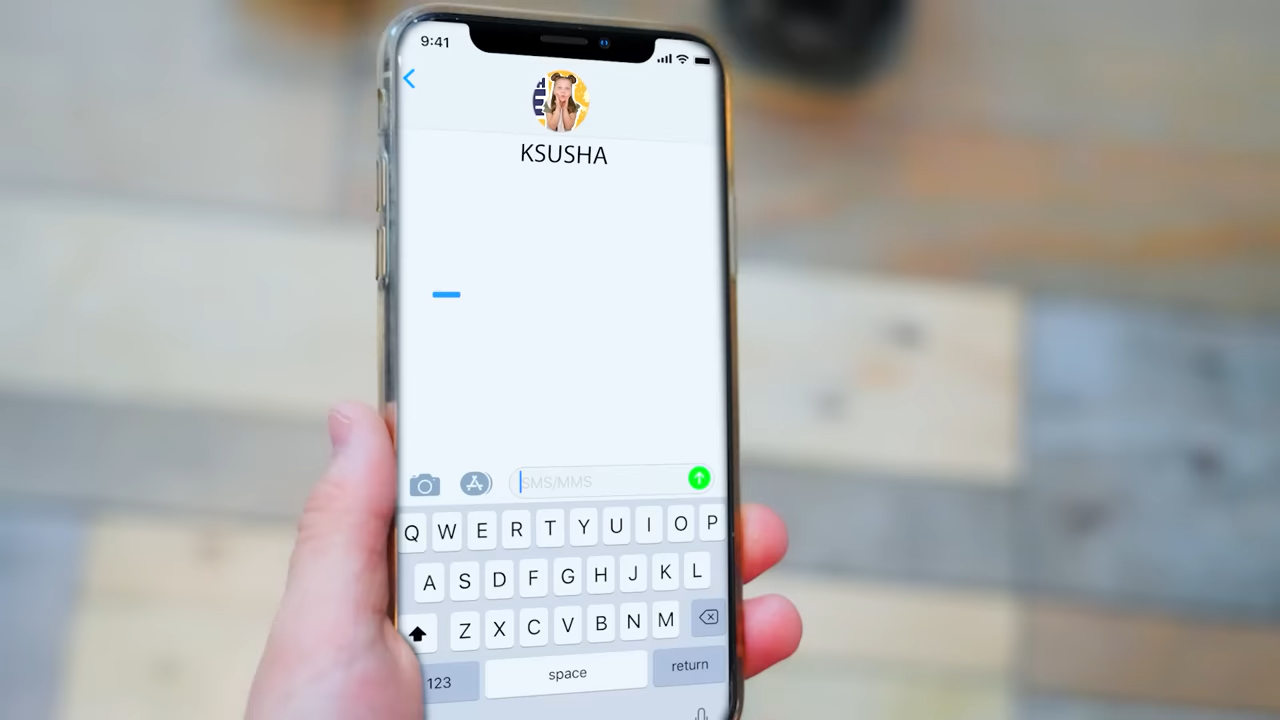 9:41
KSUSHA
SMS/MMS
Q W E R T Y U I O P
A S D F G H J K L
Z X C V B N M
123 space return